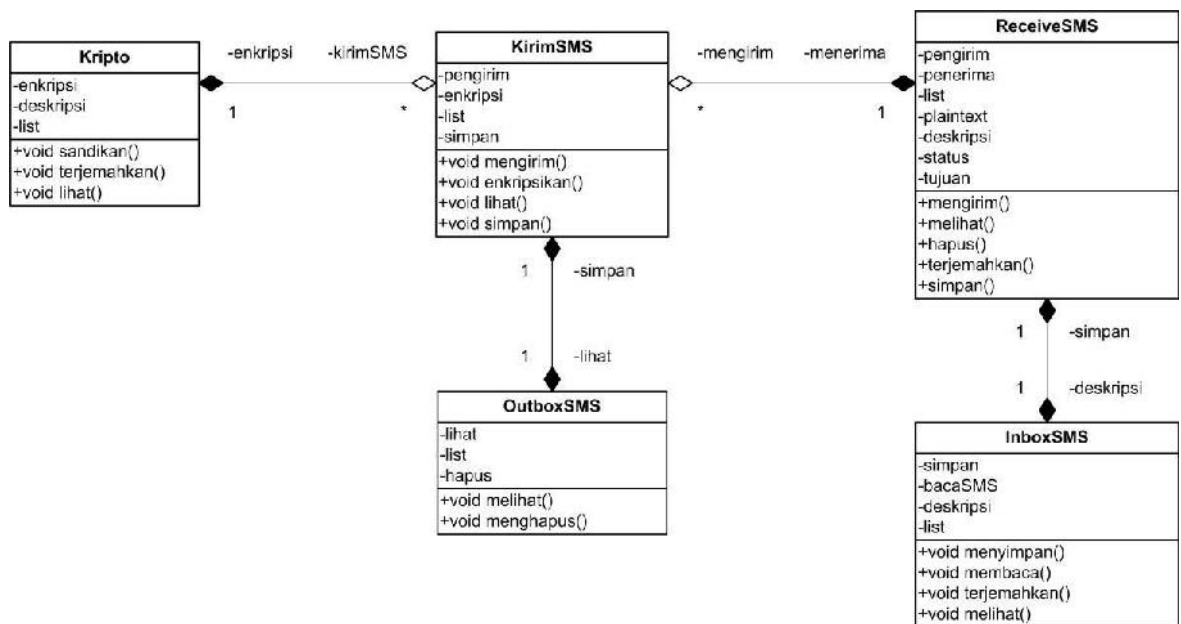 Kripto
-enkripsi
-deskripsi
-list
+void sandikan()
+void terjemahkan()
+void lihat()
-enkripsi
-kirimSMS
1
*
KirimSMS
-pengirim
-enkripsi
-list
-simpan
+void mengirim()
+void enkripsikan()
+void lihat()
+void simpan()
-mengirim
-menerima
*
1
ReceiveSMS
-pengirim
-penerima
-list
-plaintext
-deskripsi
-status
-tujuan
+mengirim()
+melihat()
+hapus()
+terjemahkan()
+simpan()
1
-simpan
1
-lihat
OutboxSMS
-lihat
-list
-hapus
+void melihat()
+void menghapus()
1
-simpan
1
-deskripsi
InboxSMS
-simpan
-bacaSMS
-deskripsi
-list
+void menyimpan()
+void membaca()
+void terjemahkan()
+void melihat()